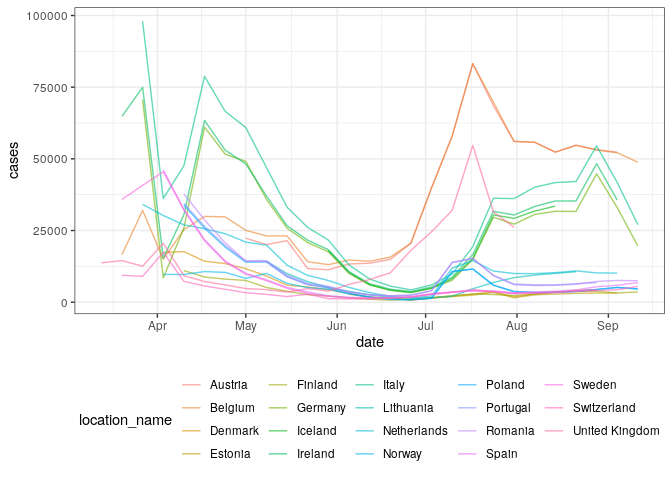 100000
75000
50000
25000
0
cases
Apr May Jun Jul Aug Sep
date
location_name
Austria Finland Italy Poland Sweden
Belgium Germany Lithuania Portugal Switzerland
Denmark Iceland Netherlands Romania United Kingdom
Estonia Ireland Norway Spain